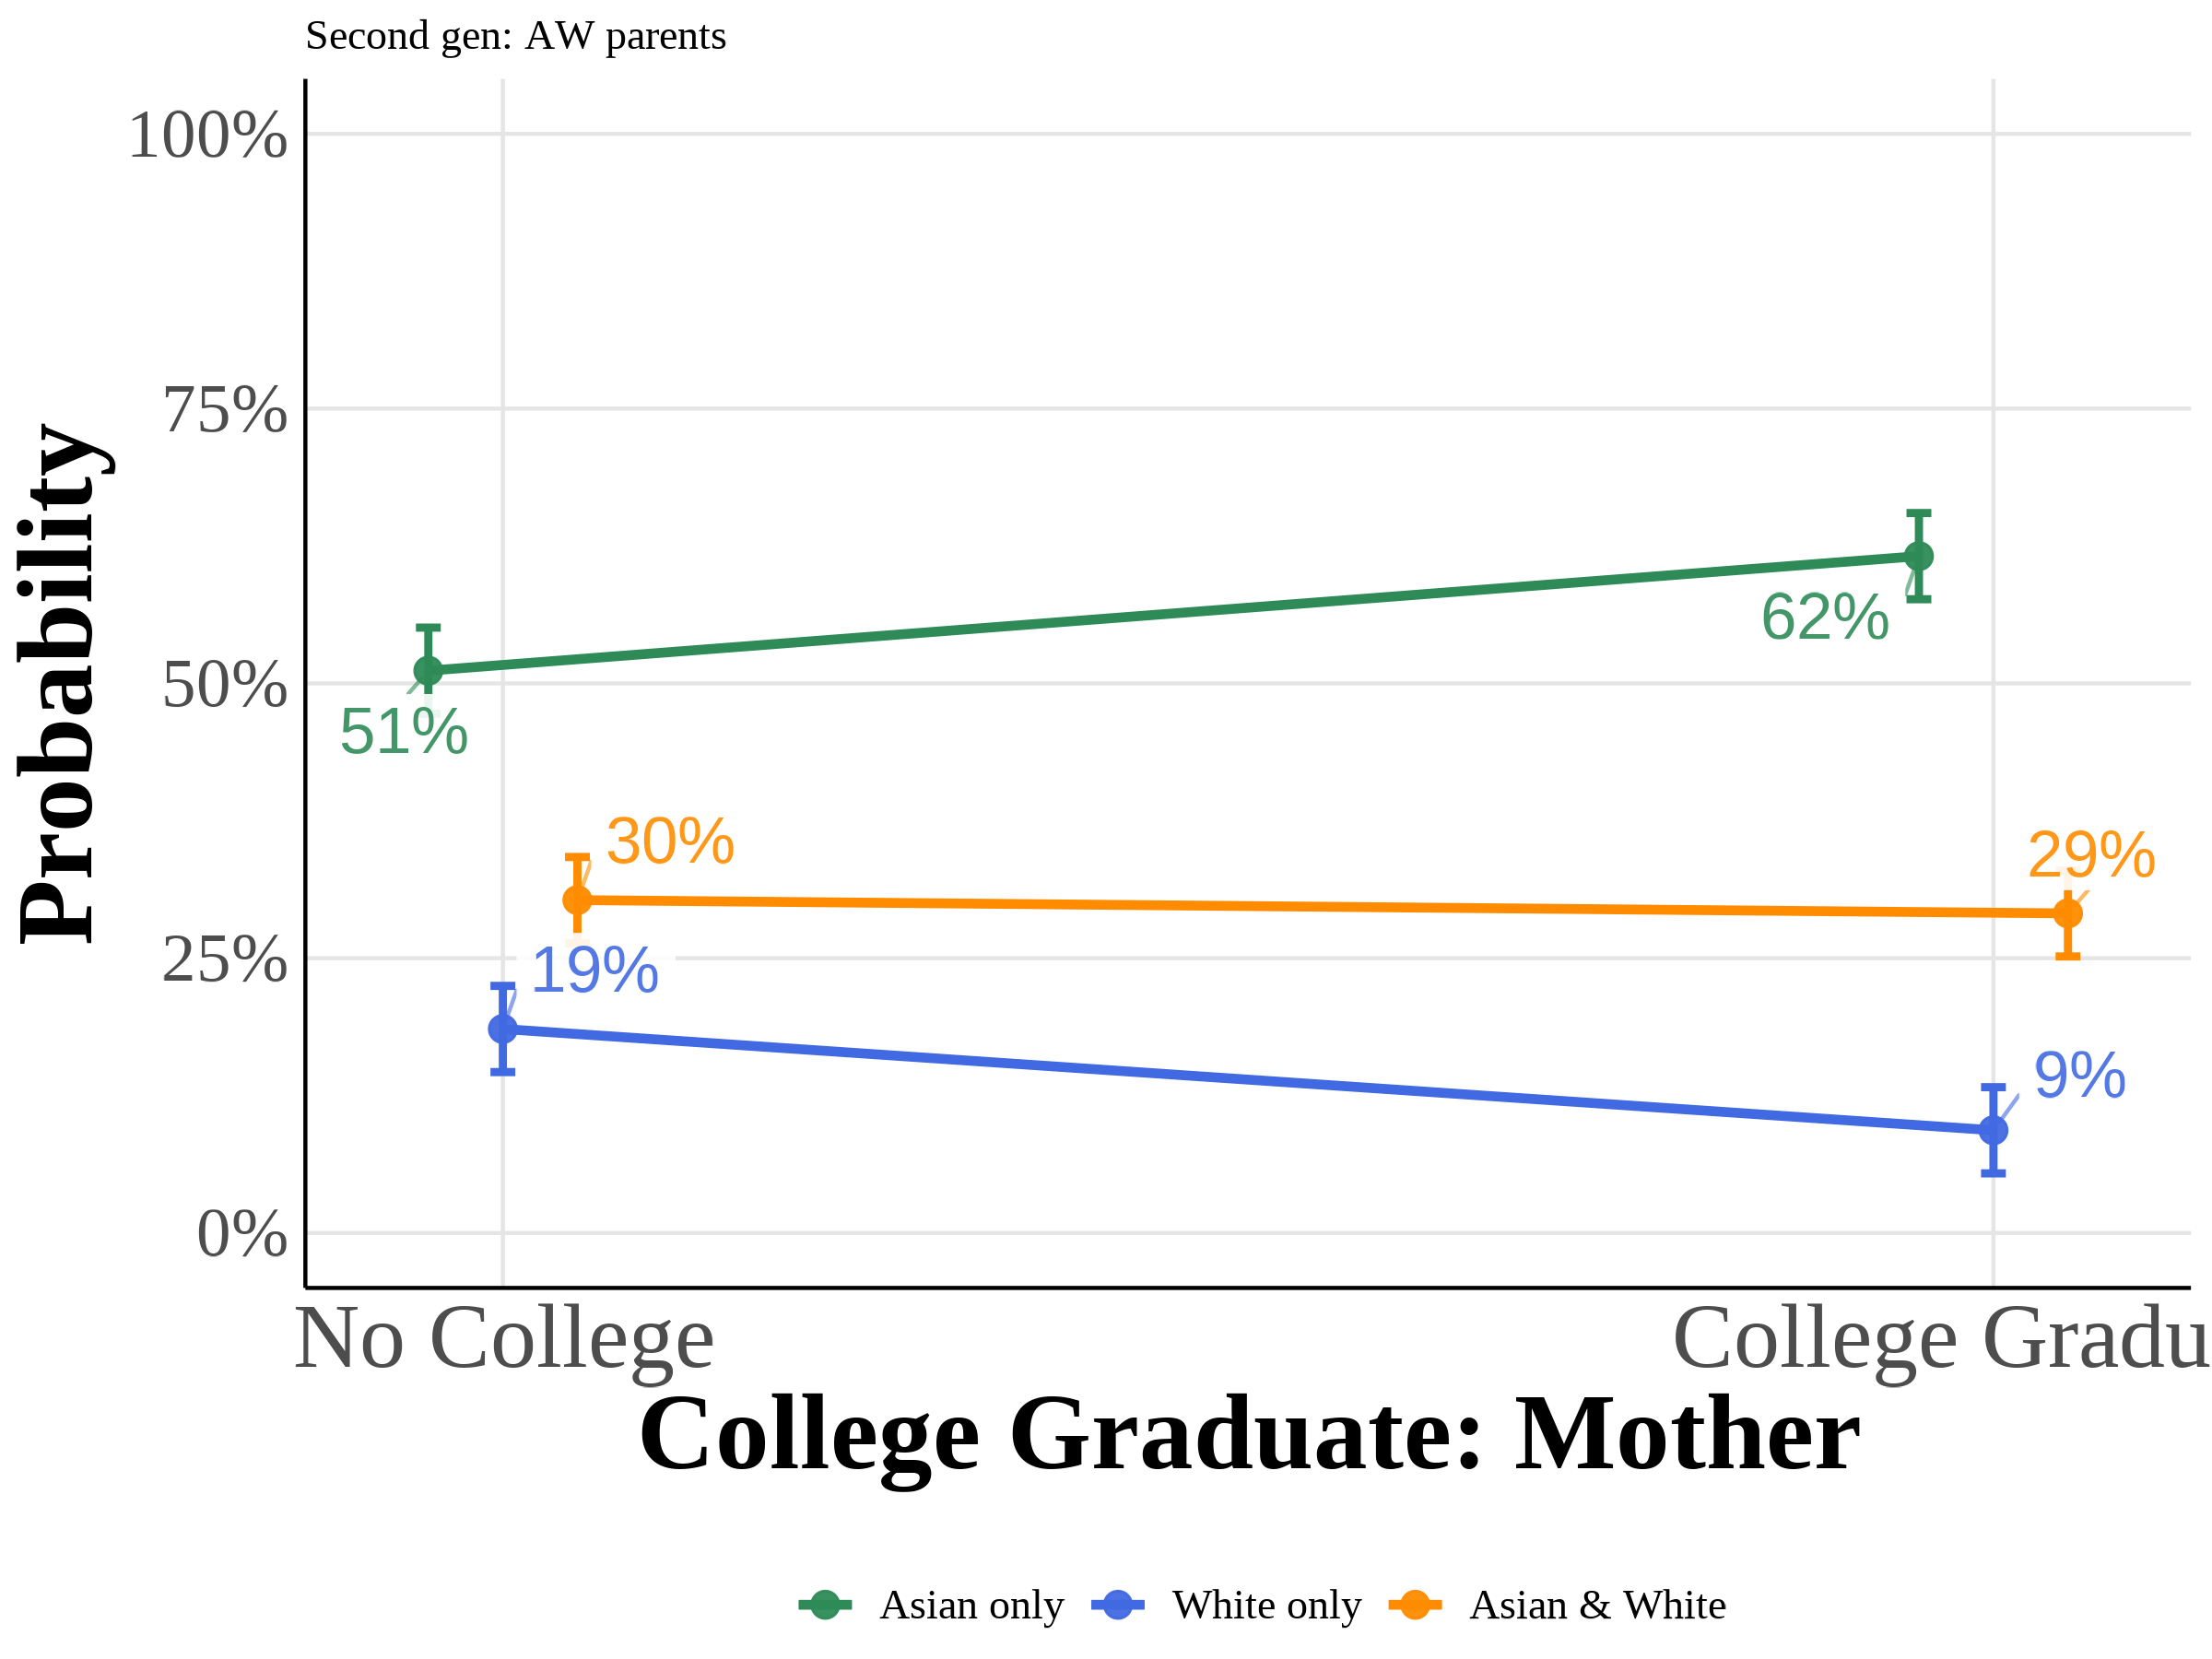 Second gen: AW parents
100%
75%
50%
25%
0%
Probability
62%
51%
30%
29%
19%
9%
No College
College Gradu
College Graduate: Mother
Asian only
White only
Asian & White